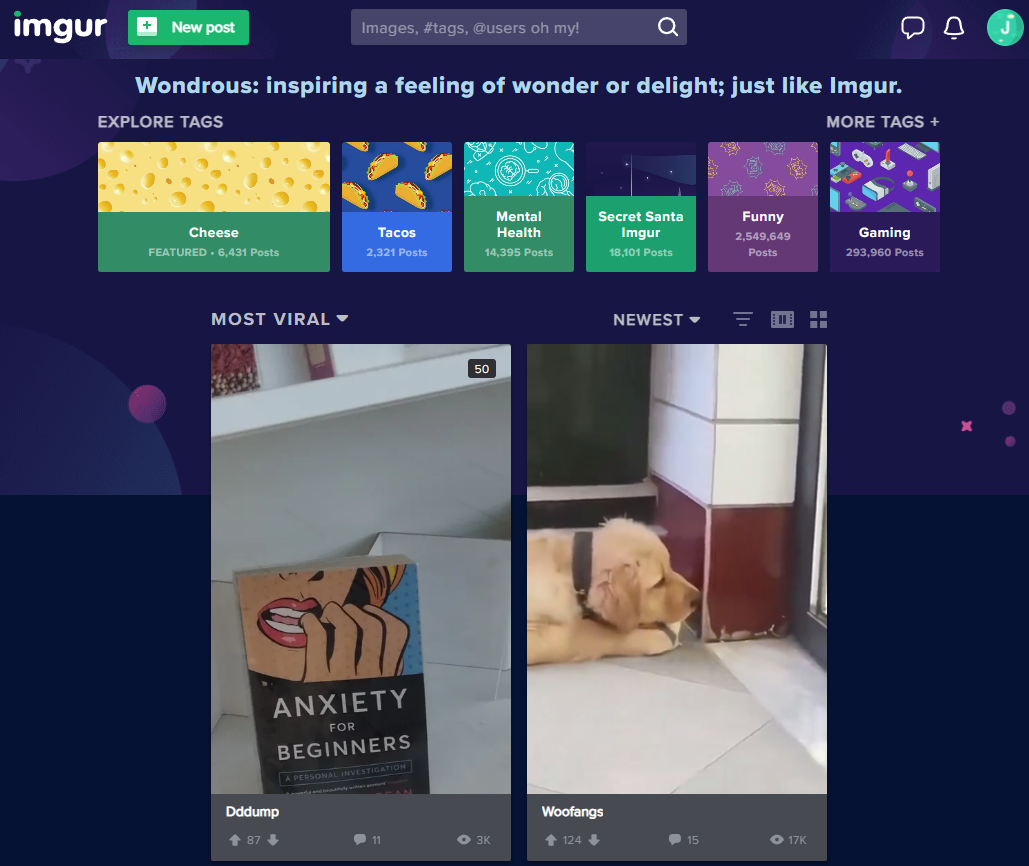 imgur
New post
Images, #tags, @users oh my!
J
Wondrous: inspiring a feeling of wonder or delight; just like Imgur.
EXPLORE TAGS
MORE TAGS +
Cheese
FEATURED • 6,431 Posts
Tacos
2,321 Posts
Mental
Health
14,395 Posts
Secret Santa
Imgur
18,101 Posts
Funny
2,549,649
Posts
Gaming
293,960 Posts
MOST VIRAL
NEWEST
50
ANXIETY
FOR
BEGINNERS
A PERSONAL INVESTIGATION
Dddump
87
11
3K
Woofangs
124
15
17K